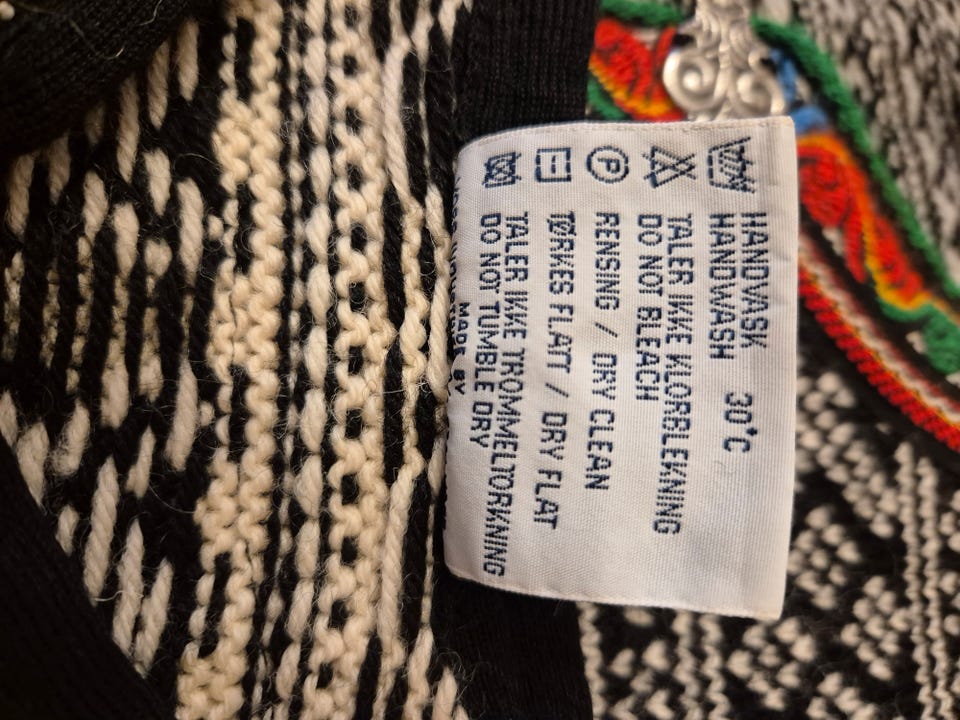 HANDVASK
HANDWASH 30°C
TALER IKKE KLORBLEKNING
DO NOT BLEACH
P
RENSING / DRY CLEAN
TØRKES FLATT / DRY FLAT
TALER IKKE TROMMELTØRKNING
DO NOT TUMBLE DRY
MADE BY